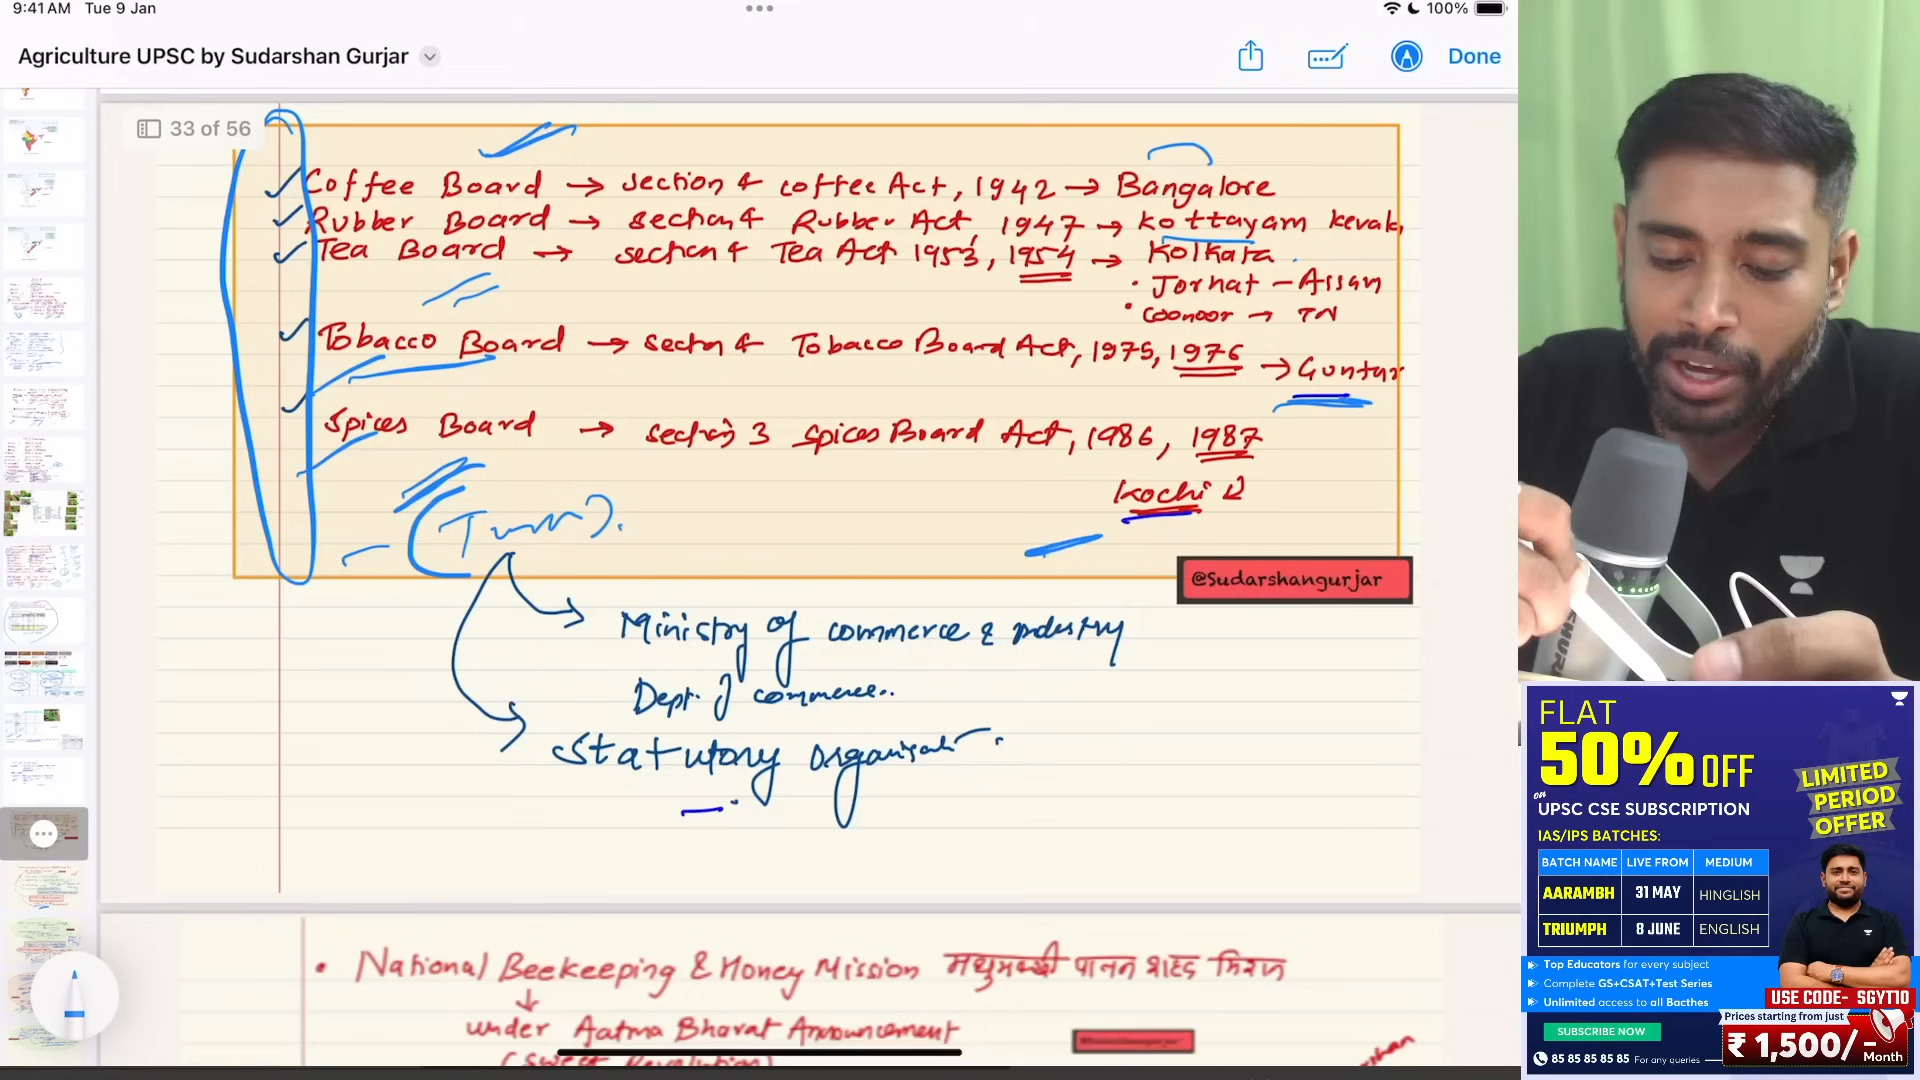 9:41 AM Tue 9 Jan
100%
Agriculture UPSC by Sudarshan Gurjar
Done
33 of 56
Coffee Board → section 4 coffee Act, 1942 → Bangalore
Rubber Board → section 4 Rubber Act, 1947 → Kottayam
Tea Board → section 4 Tea Act 1953, 1954 → Kolkata
• Jorhat - Assam
• Coonoor → TN
Tobacco Board → section 4 Tobacco Board Act, 1975, 1976 → Guntur
Spices Board → section 3 Spices Board Act, 1986, 1987
Kochi
@Sudarshangurjar
Ministry of commerce & Industry
Dept. of commerce..
Statutory
• National Beekeeping & Honey Mission
under Aatma Bharat Announcement
(Sweet Revolution)
FLAT
50% OFF
on
UPSC CSE SUBSCRIPTION
LIMITED
PERIOD
OFFER
IAS/IPS BATCHES:
BATCH NAME LIVE FROM MEDIUM
AARAMBH 31 MAY HINGLISH
TRIUMPH 8 JUNE ENGLISH
Top Educators for every subject
Complete GS+CSAT+Test Series
Unlimited access to all Bacthes
USE CODE- SGYT10
SUBSCRIBE NOW
Prices starting from just
₹ 1,500/- Month
85 85 85 85 85 For any queries